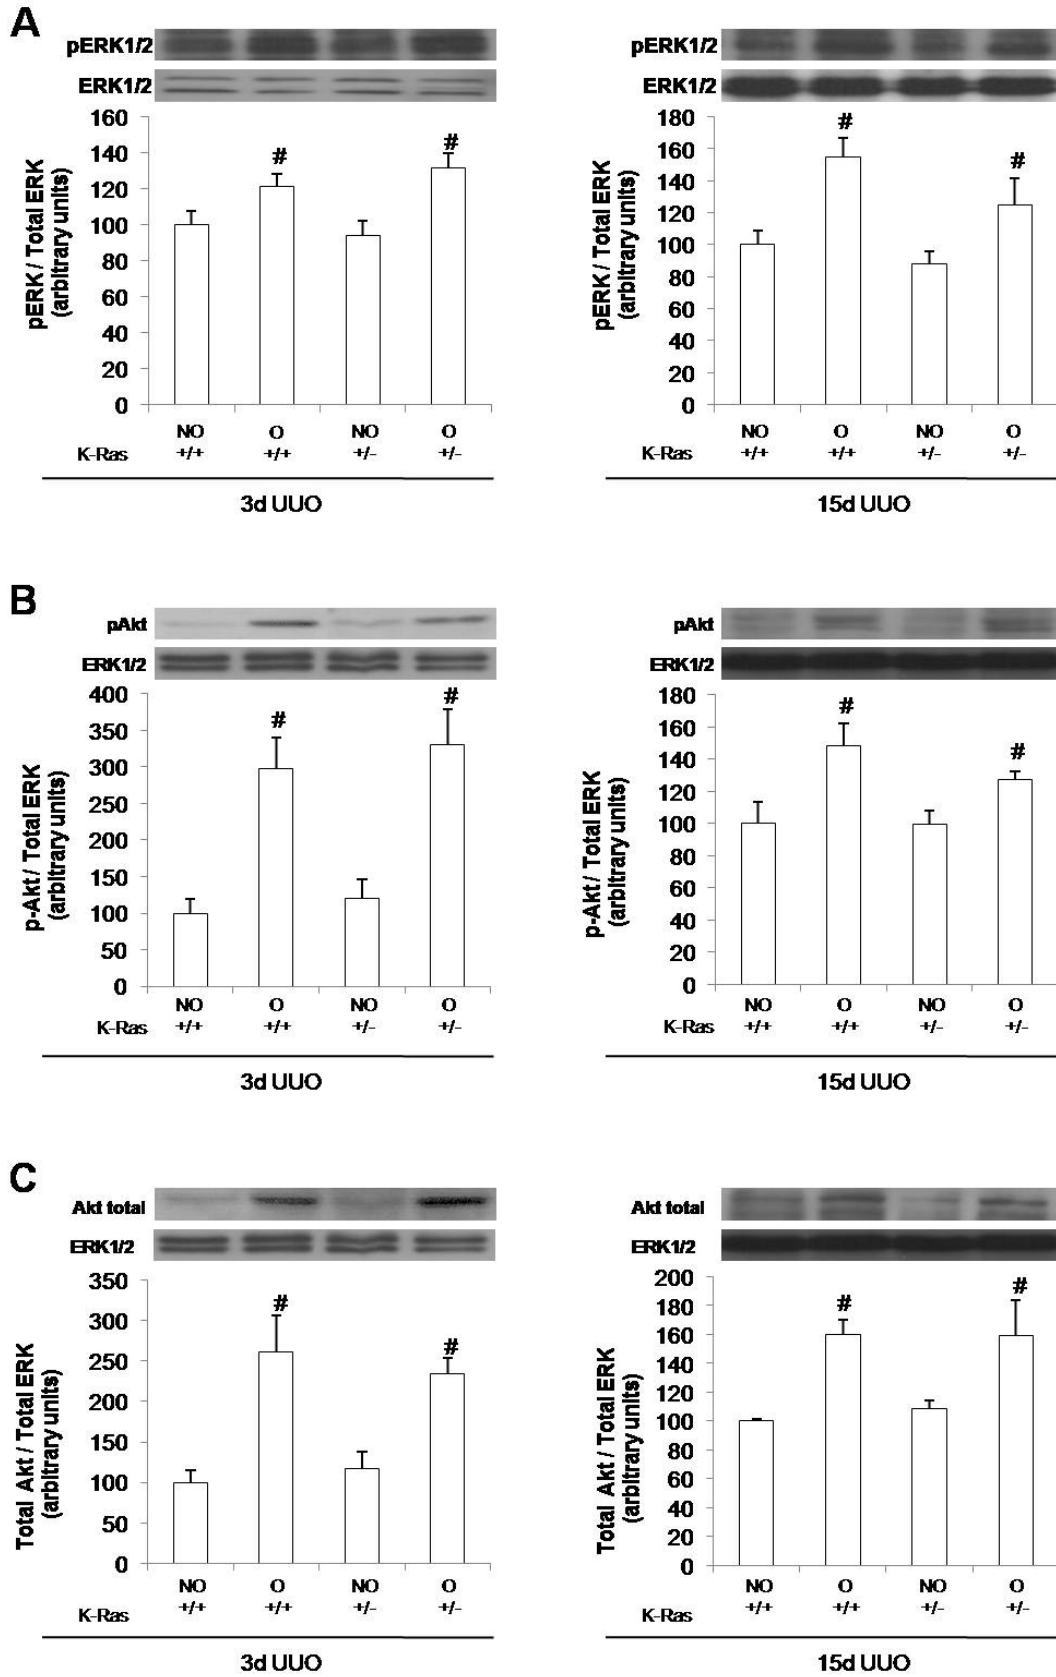 A
pERK1/2
ERK1/2
pERK / Total ERK
(arbitrary units)
160
140
120
100
80
60
40
20
0
#
#
NO O NO O
K-Ras +/+ +/+ +/- +/-
3d UUO
pERK1/2
ERK1/2
pERK / Total ERK
(arbitrary units)
180
160
140
120
100
80
60
40
20
0
#
#
NO O NO O
K-Ras +/+ +/+ +/- +/-
15d UUO
B
pAkt
ERK1/2
p-Akt / Total ERK
(arbitrary units)
400
350
300
250
200
150
100
50
0
#
#
NO O NO O
K-Ras +/+ +/+ +/- +/-
3d UUO
pAkt
ERK1/2
p-Akt / Total ERK
(arbitrary units)
180
160
140
120
100
80
60
40
20
0
#
#
NO O NO O
K-Ras +/+ +/+ +/- +/-
15d UUO
C
Akt total
ERK1/2
Total Akt / Total ERK
(arbitrary units)
350
300
250
200
150
100
50
0
#
#
NO O NO O
K-Ras +/+ +/+ +/- +/-
3d UUO
Akt total
ERK1/2
Total Akt / Total ERK
(arbitrary units)
200
180
160
140
120
100
80
60
40
20
0
#
#
NO O NO O
K-Ras +/+ +/+ +/- +/-
15d UUO